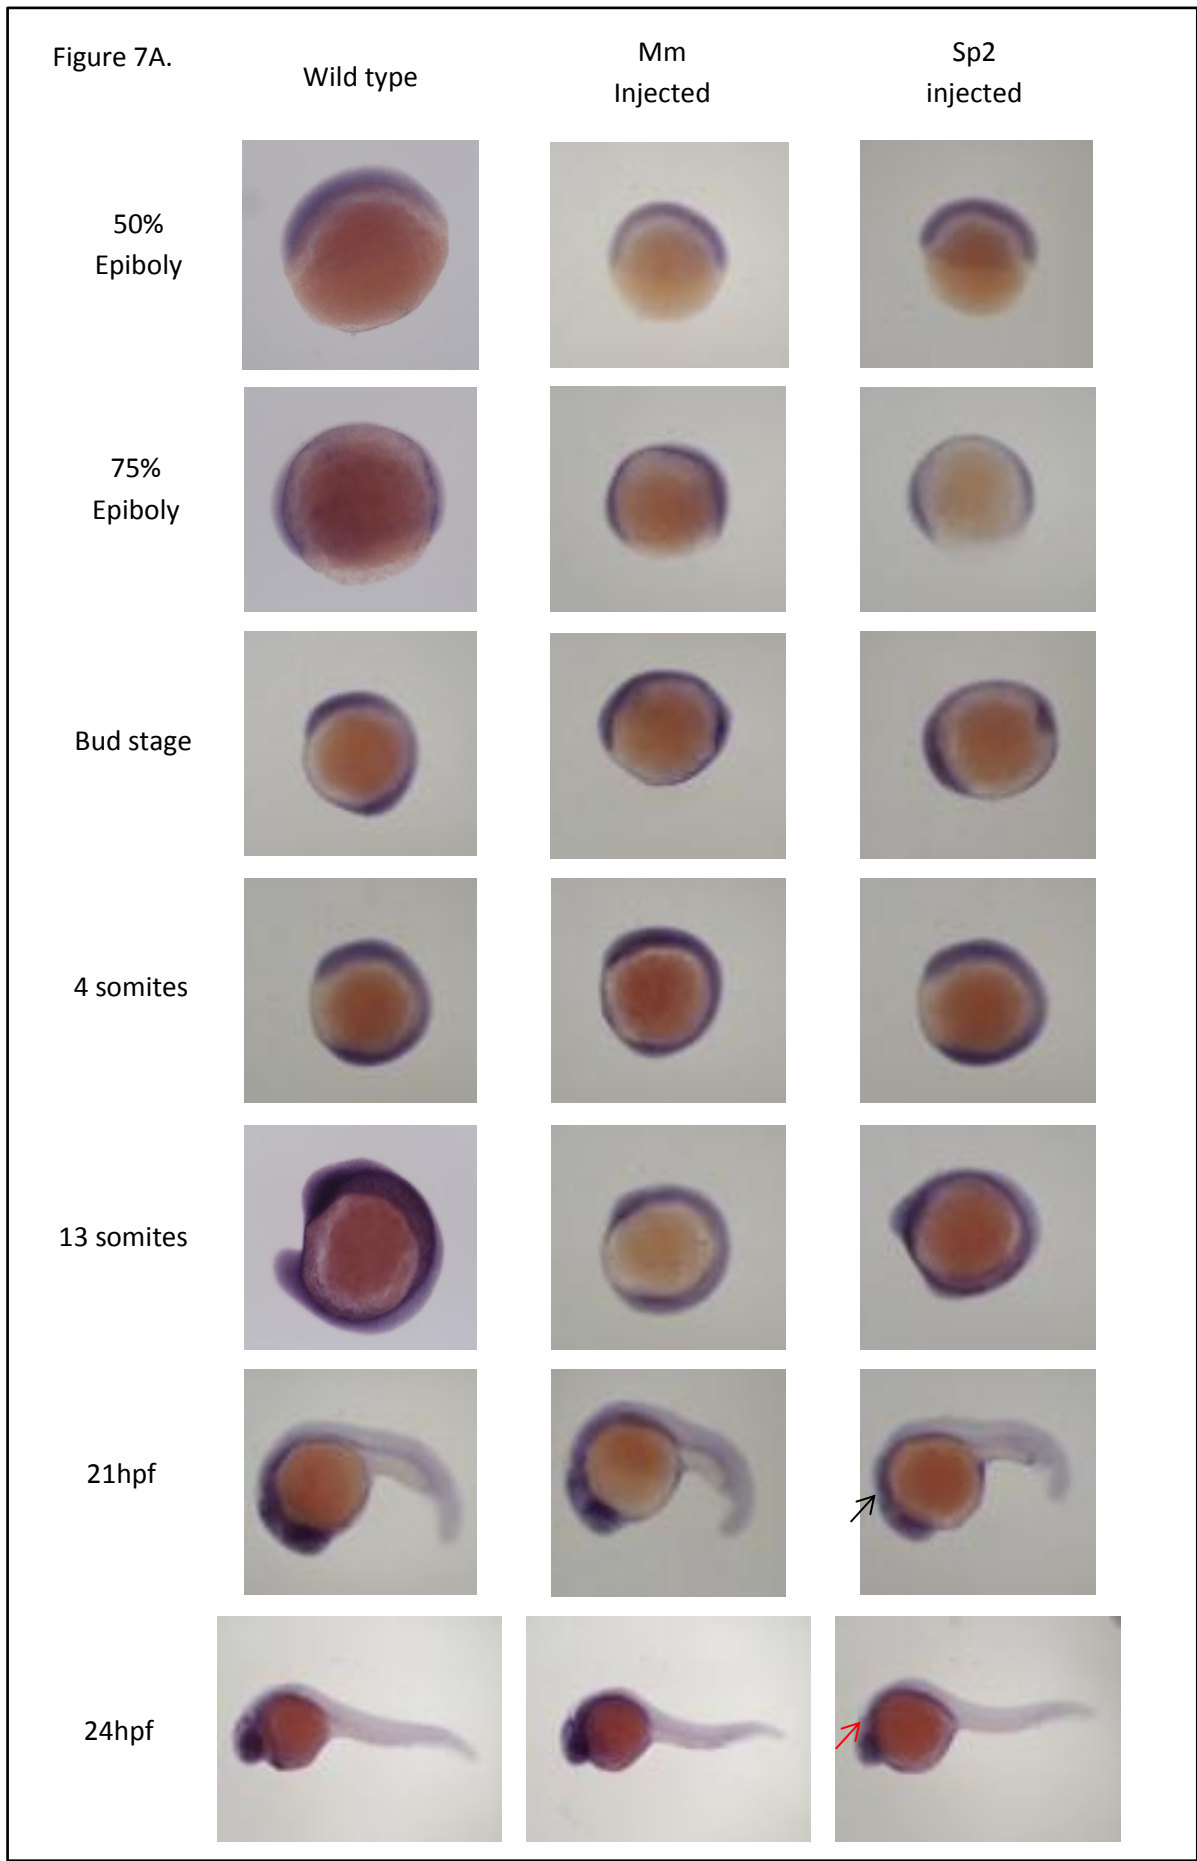 Figure 7A.
Wild type
Mm
Injected
Sp2
injected
50%
Epiboly
75%
Epiboly
Bud stage
4 somites
13 somites
21hpf
24hpf